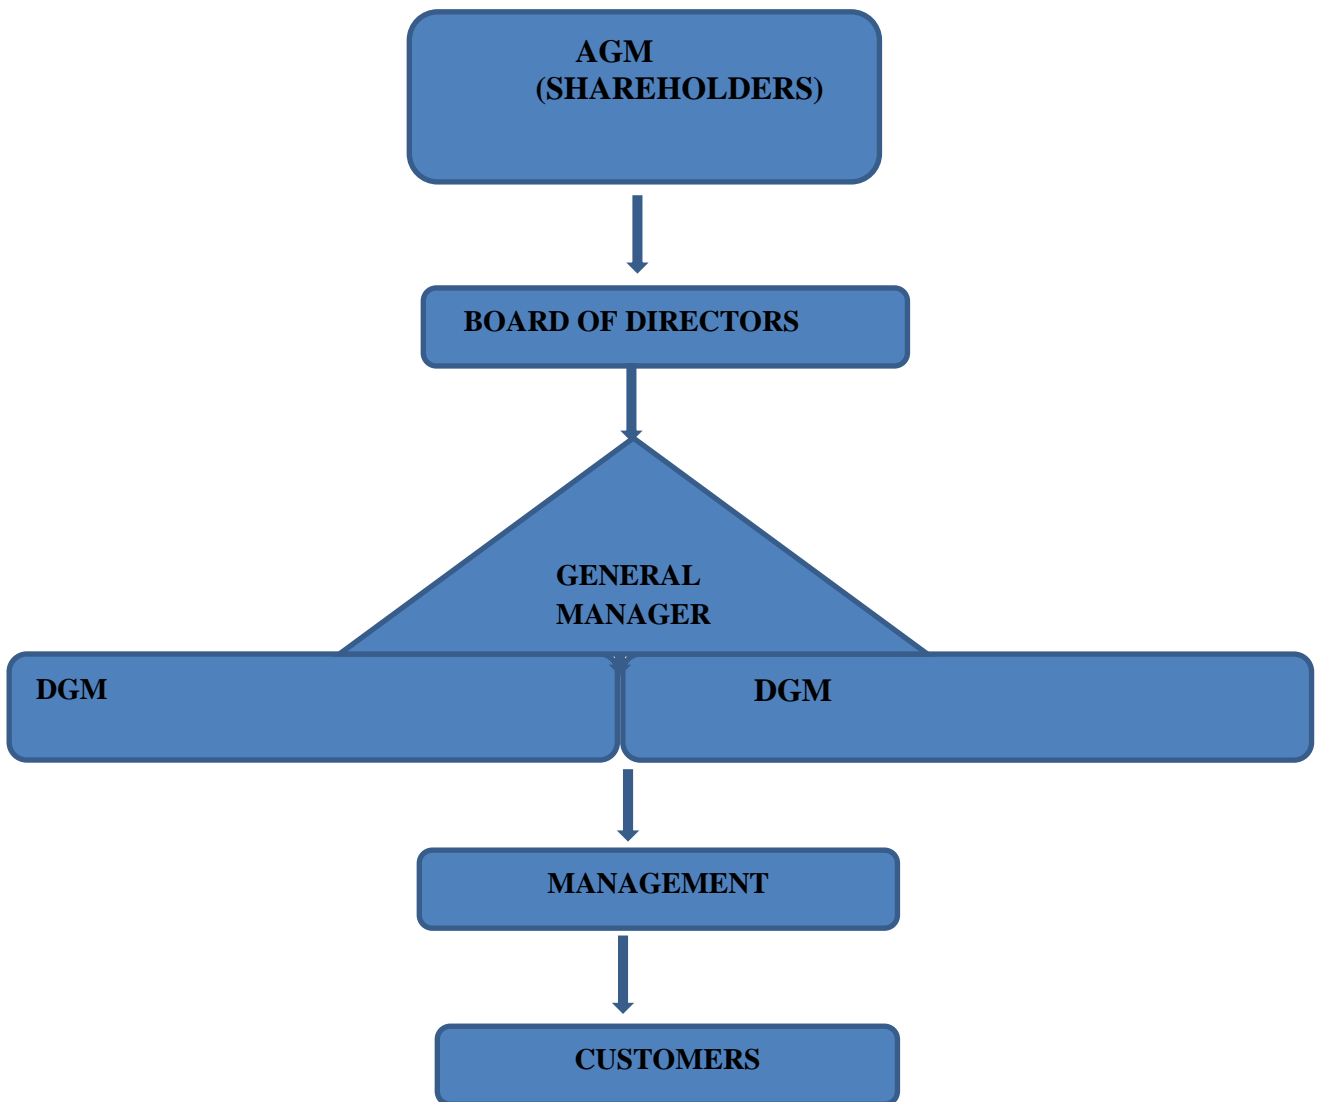 AGM
(SHAREHOLDERS)
BOARD OF DIRECTORS
GENERAL
MANAGER
DGM
DGM
MANAGEMENT
CUSTOMERS